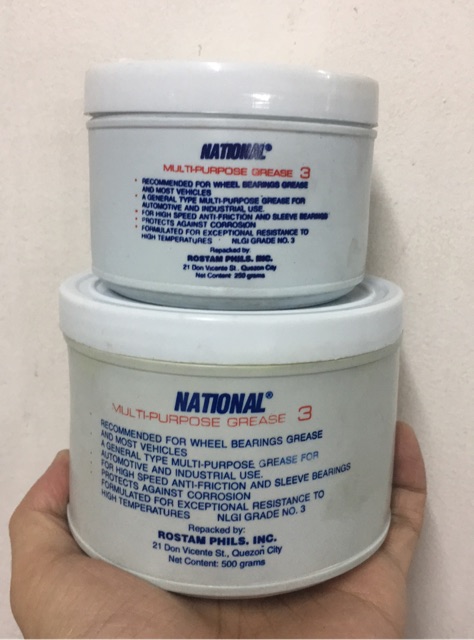 NATIONAL®
MULTI-PURPOSE GREASE 3
• RECOMMENDED FOR WHEEL BEARINGS GREASE
AND MOST VEHICLES
• A GENERAL TYPE MULTI-PURPOSE GREASE FOR
AUTOMOTIVE AND INDUSTRIAL USE.
• FOR HIGH SPEED ANTI-FRICTION AND SLEEVE BEARINGS
• PROTECTS AGAINST CORROSION
• FORMULATED FOR EXCEPTIONAL RESISTANCE TO
HIGH TEMPERATURES NLGI GRADE NO. 3
Repacked by:
ROSTAM PHILS. INC.
21 Don Vicente St., Quezon City
Net Content: 250 grams
NATIONAL®
MULTI-PURPOSE GREASE 3
RECOMMENDED FOR WHEEL BEARINGS GREASE
AND MOST VEHICLES
A GENERAL TYPE MULTI-PURPOSE GREASE FOR
AUTOMOTIVE AND INDUSTRIAL USE.
FOR HIGH SPEED ANTI-FRICTION AND SLEEVE BEARINGS
PROTECTS AGAINST CORROSION
FORMULATED FOR EXCEPTIONAL RESISTANCE TO
HIGH TEMPERATURES NLGI GRADE NO. 3
Repacked by:
ROSTAM PHILS, INC.
21 Don Vicente St., Quezon City
Net Content: 500 grams